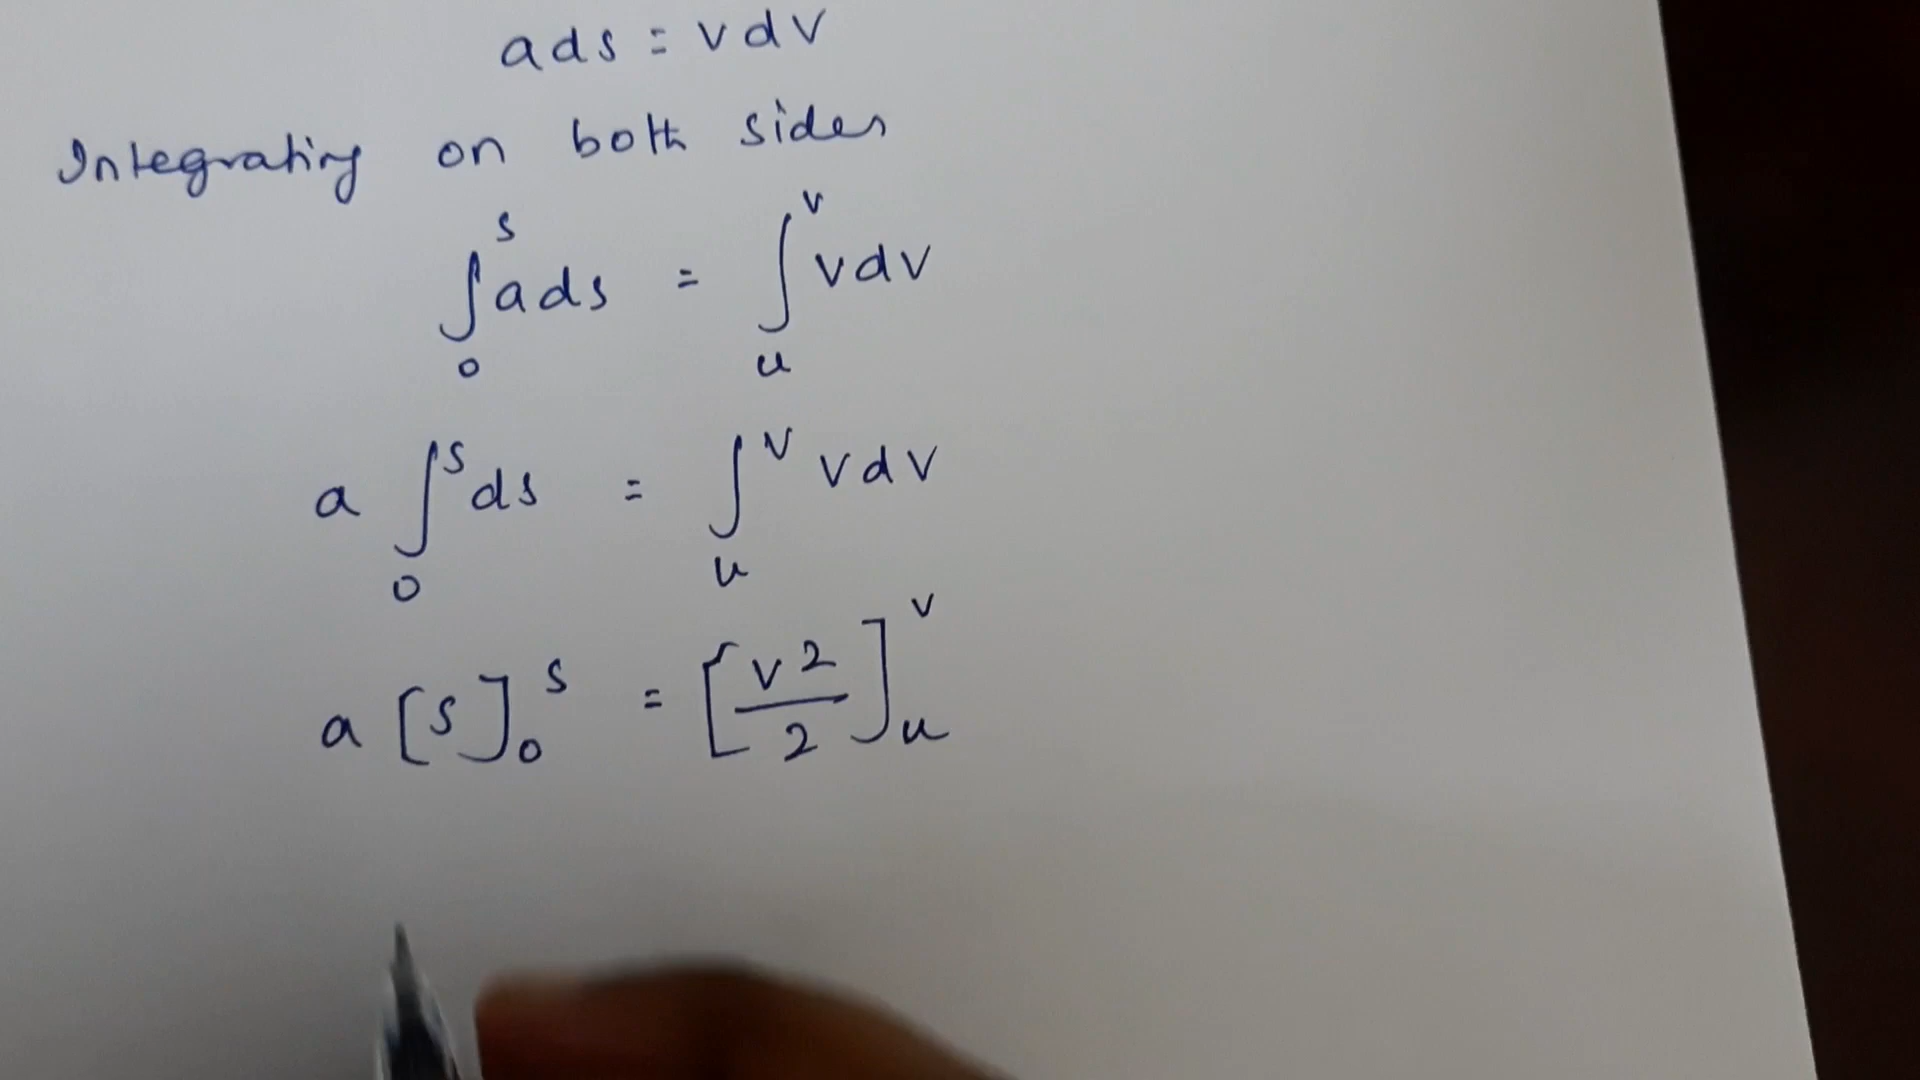 ads = vdv
Integrating on both sides
∫₀ˢ ads = ∫ᵤᵛ vdv
a ∫₀ˢ ds = ∫ᵤᵛ vdv
a [s]₀ˢ = [v²/2]ᵤᵛ